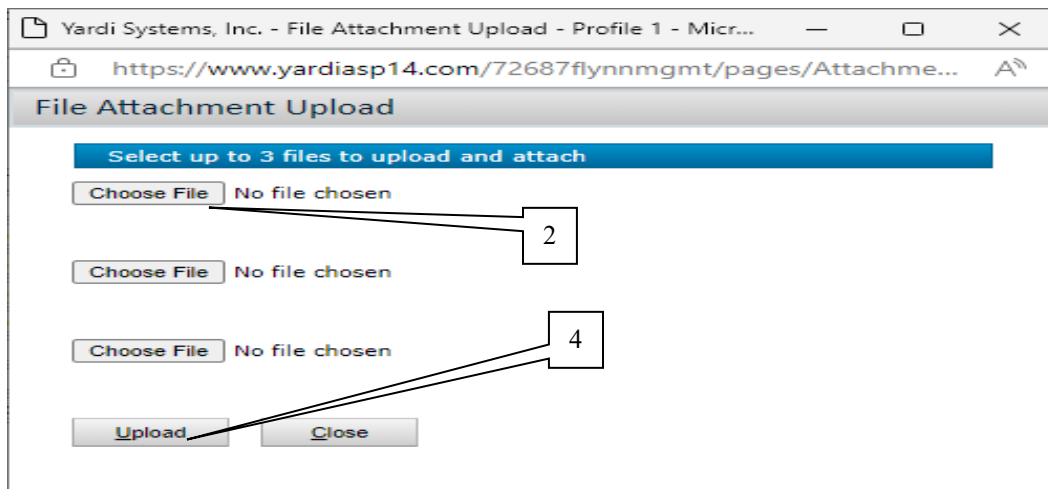 Yardi Systems, Inc. - File Attachment Upload - Profile 1 - Micr...
https://www.yardiasp14.com/72687flynnmgmt/pages/Attachme...
File Attachment Upload
Select up to 3 files to upload and attach
Choose File No file chosen
2
Choose File No file chosen
4
Choose File No file chosen
Upload Close